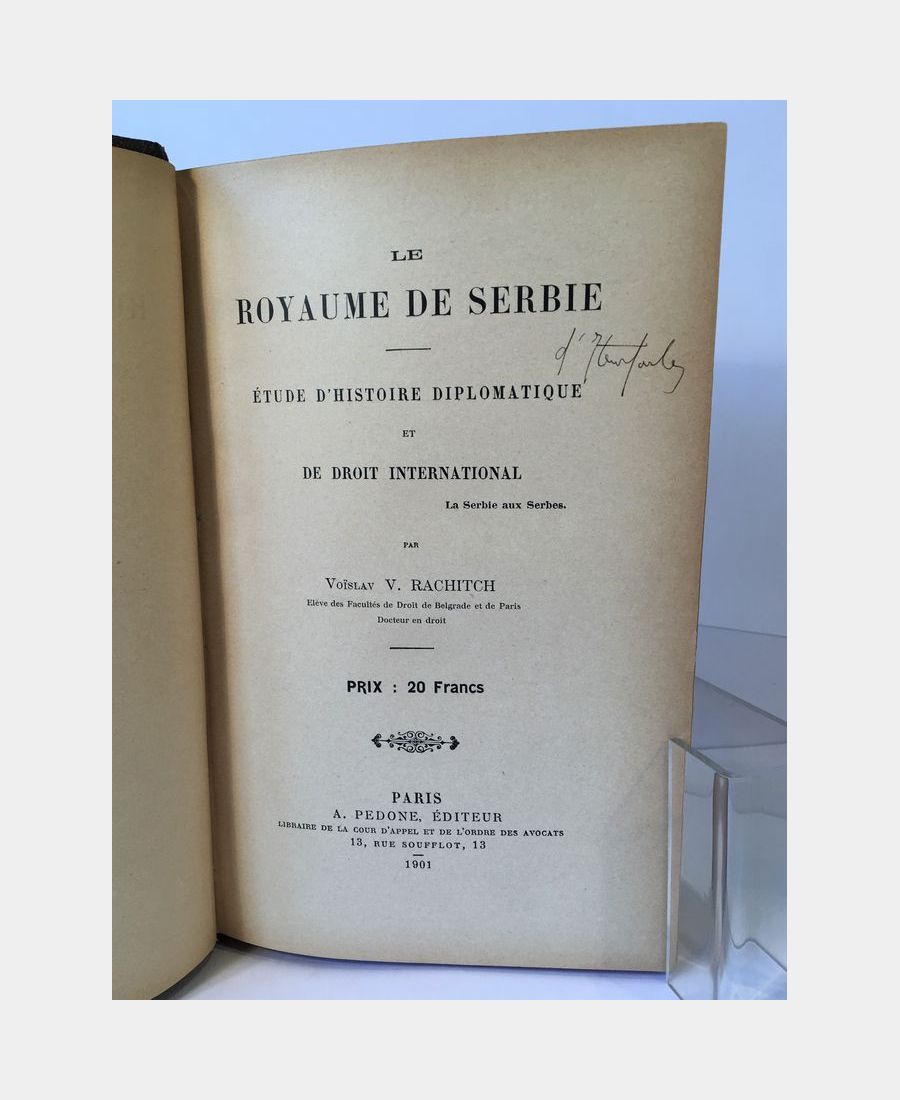 LE
ROYAUME DE SERBIE
ÉTUDE D'HISTOIRE DIPLOMATIQUE
ET
DE DROIT INTERNATIONAL
La Serbie aux Serbes.
PAR
Voïslav V. RACHITCH
Elève des Facultés de Droit de Belgrade et de Paris
Docteur en droit
PRIX : 20 Francs
PARIS
A. PEDONE, ÉDITEUR
LIBRAIRE DE LA COUR D'APPEL ET DE L'ORDRE DES AVOCATS
13, RUE SOUFFLOT, 13
1901